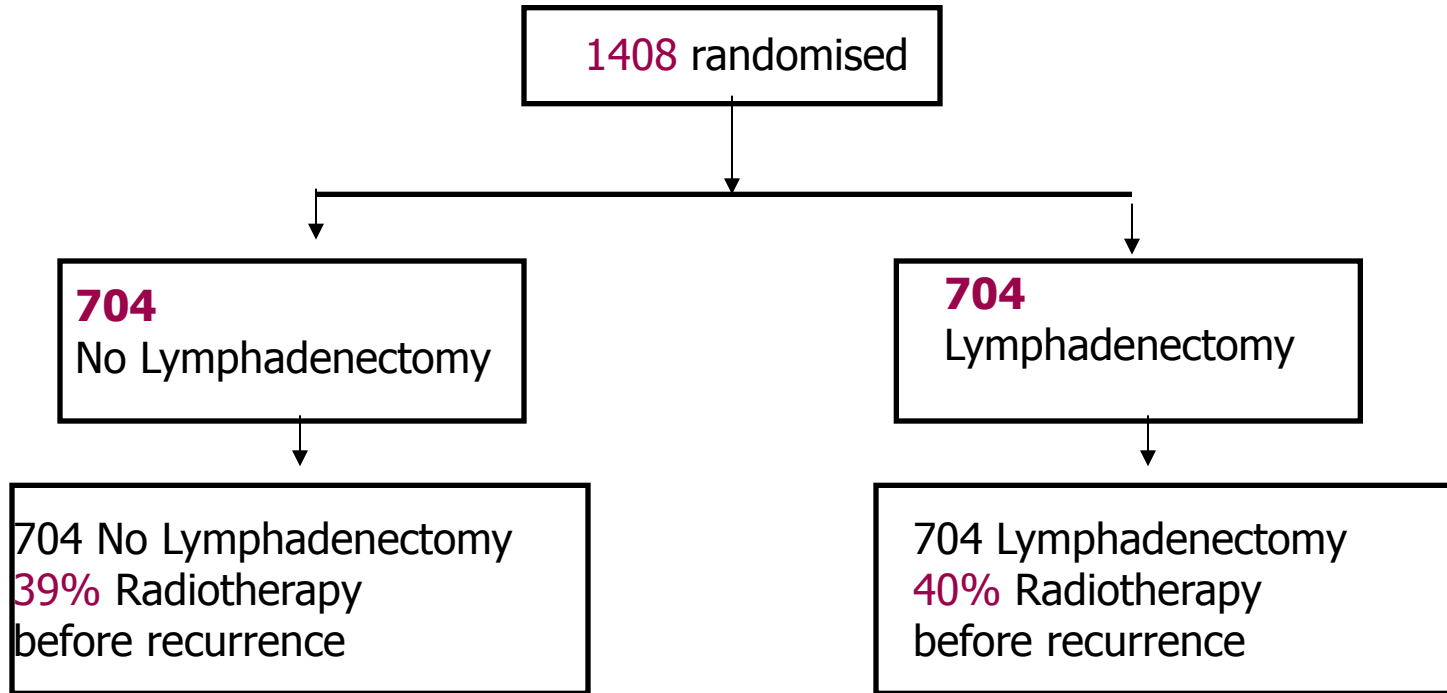 1408 randomised
704
No Lymphadenectomy
704
Lymphadenectomy
704 No Lymphadenectomy
39% Radiotherapy
before recurrence
704 Lymphadenectomy
40% Radiotherapy
before recurrence